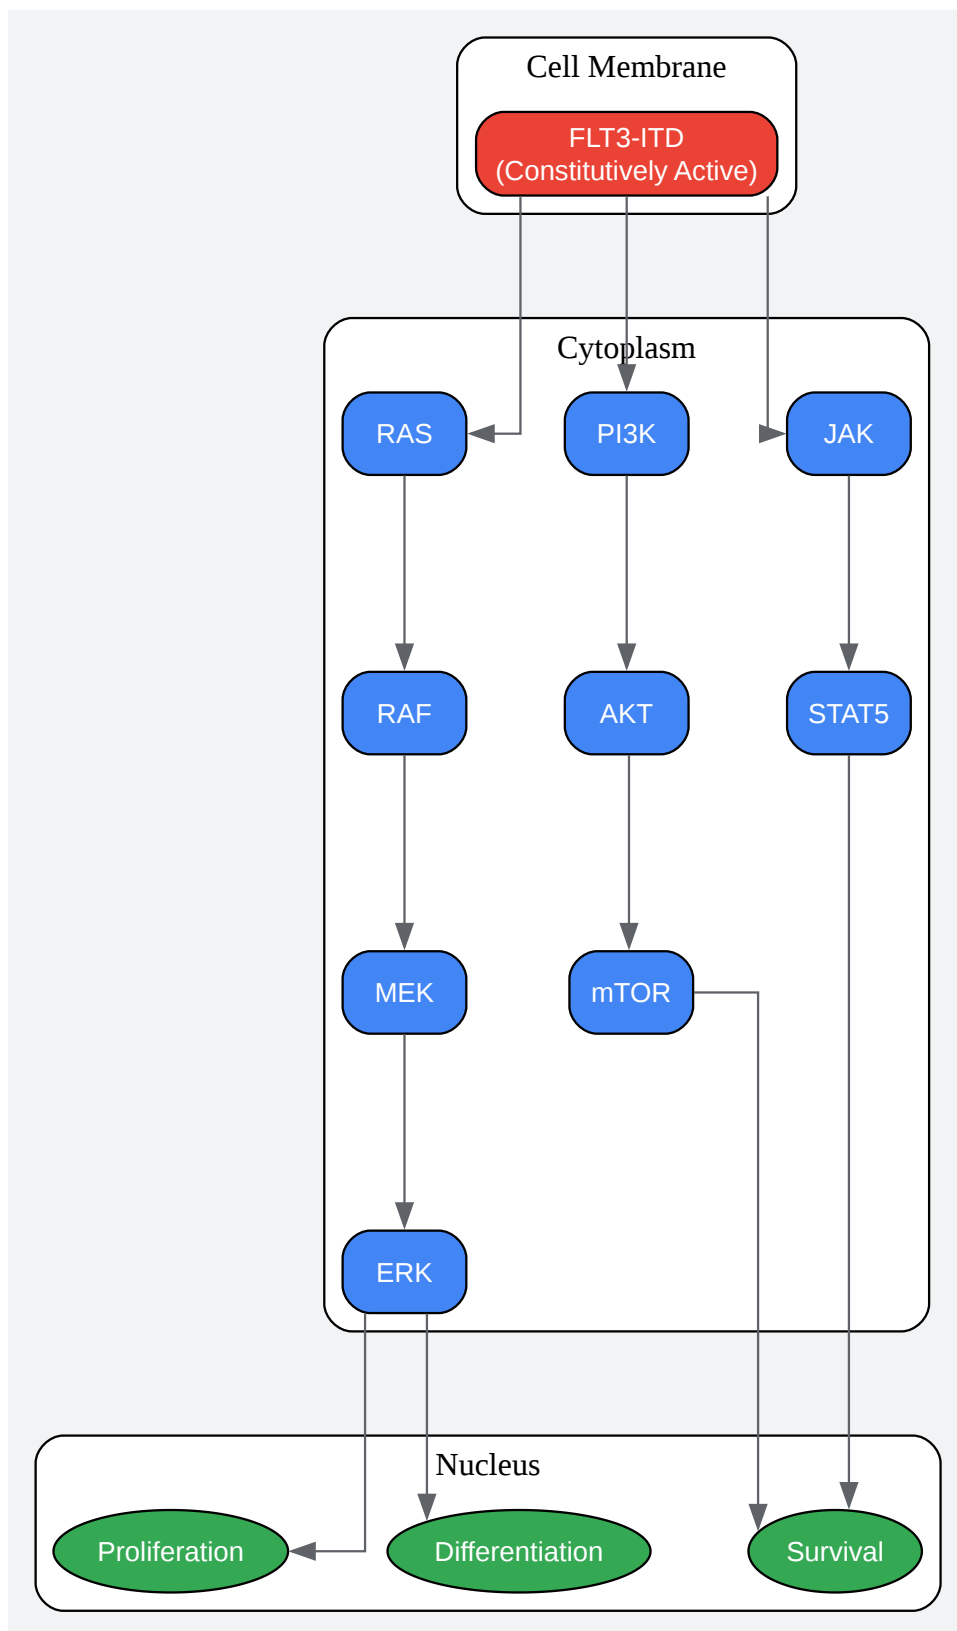 Cell Membrane
FLT3-ITD
(Constitutively Active)
Cytoplasm
RAS
PI3K
JAK
RAF
AKT
STAT5
MEK
mTOR
ERK
Nucleus
Proliferation
Differentiation
Survival